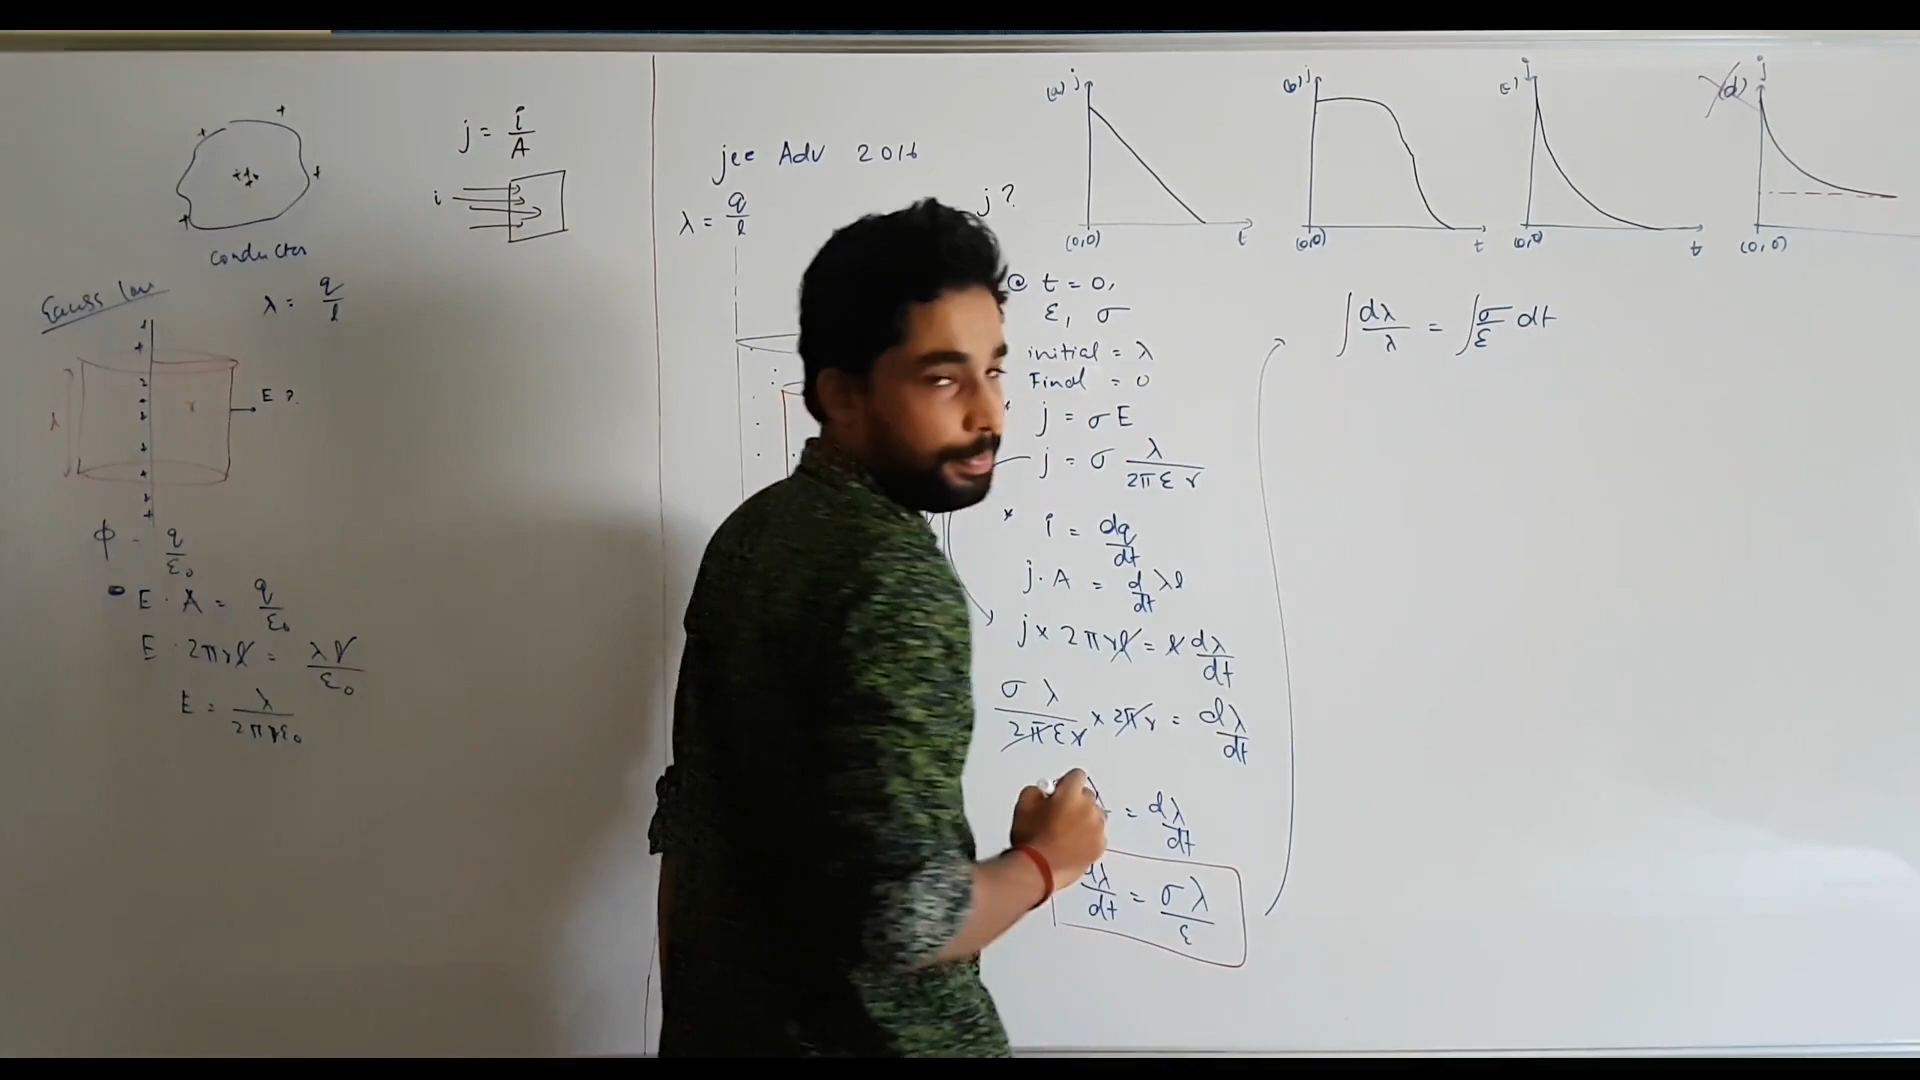 j = i/A
i
conductor
Gauss law
λ = q/l
E ?
r
λ
ϕ - q/ε₀
E · A = q/ε₀
E · 2πrl = λl/ε₀
E = λ/2πrε₀
jee Adv 2016
λ = q/l
j?
(a) j
(0,0) t
(b) j
(0,0) t
(c) j
(0,0) t
(d) j
(0,0)
@ t = 0,
ε, σ
initial = λ
Final = 0
* j = σE
j = σ λ/2πεr
* i = dq/dt
j · A = d/dt λl
j × 2πrl = l dλ/dt
σλ/2πεr × 2πr = dλ/dt
= dλ/dt
dλ/dt = σλ/ε
∫dλ/λ = ∫σ/ε dt